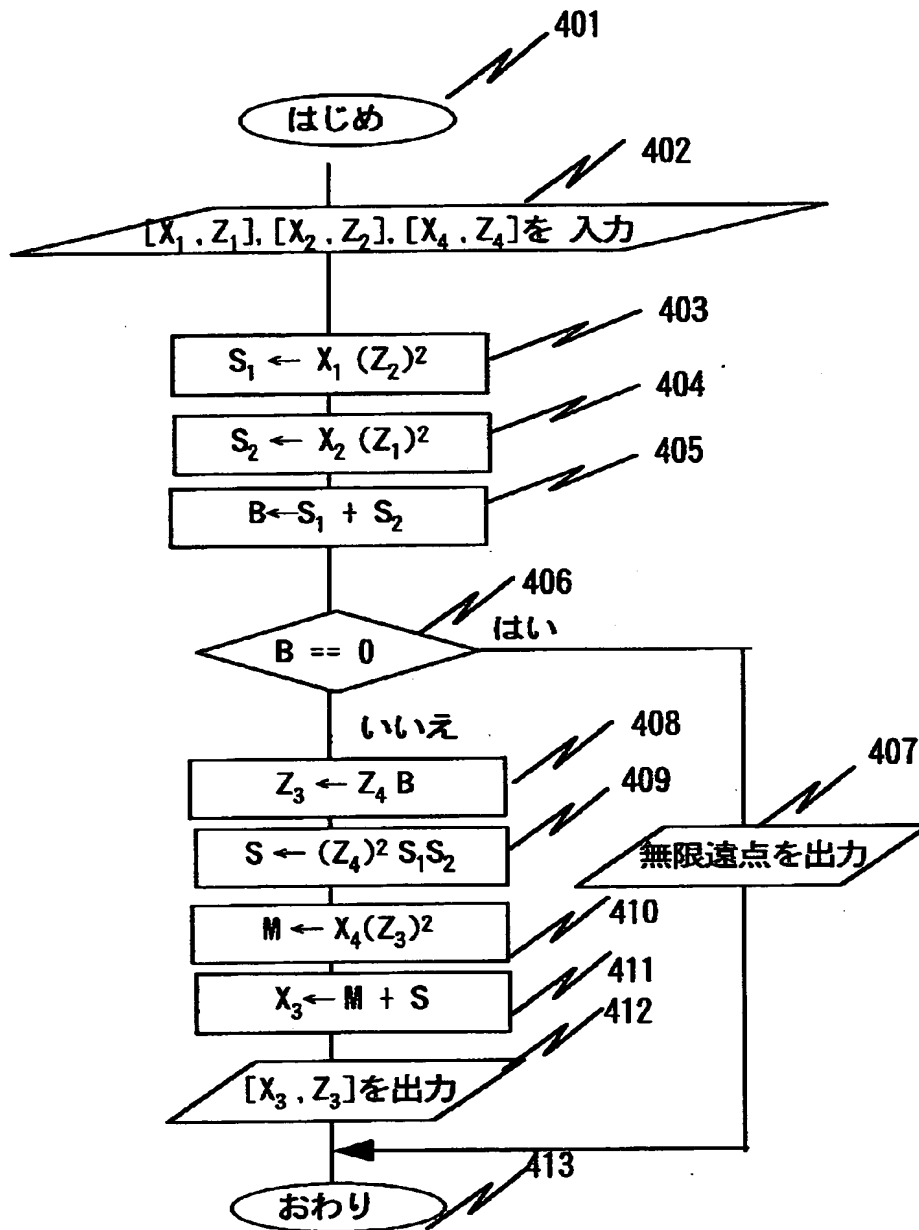 401
はじめ
402
[X₁ , Z₁], [X₂ , Z₂], [X₄ , Z₄]を 入力
403
S₁ ← X₁ (Z₂)²
404
S₂ ← X₂ (Z₁)²
405
B←S₁ + S₂
406
はい
B == 0
いいえ
408
407
Z₃ ← Z₄ B
409
S ← (Z₄)² S₁S₂
無限遠点を出力
410
M ← X₄(Z₃)²
411
X₃← M + S
412
[X₃ , Z₃]を出力
413
おわり